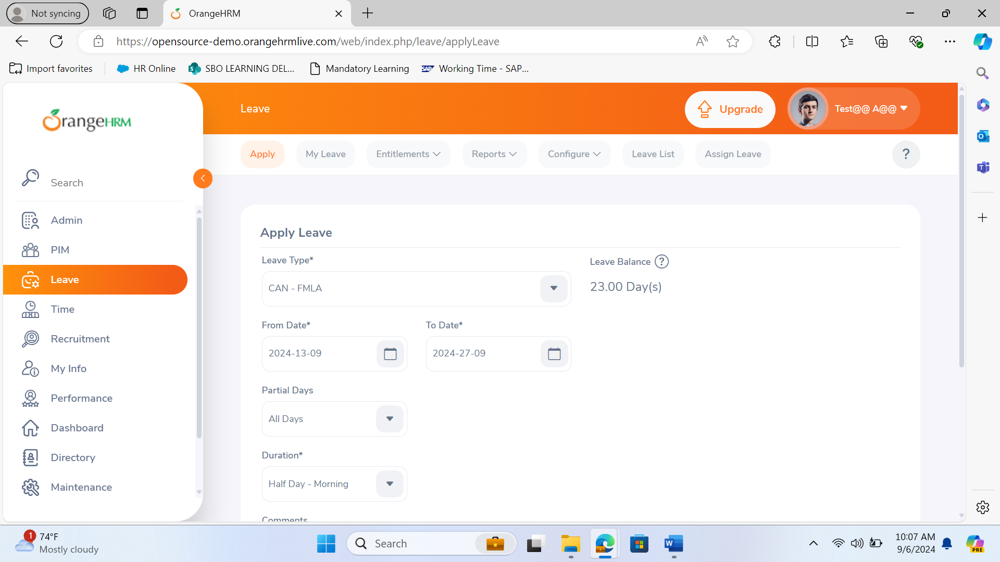 Not syncing
OrangeHRM
https://opensource-demo.orangehrmlive.com/web/index.php/leave/applyLeave
Import favorites
HR Online
SBO LEARNING DEL...
Mandatory Learning
SAP Working Time - SAP...
OrangeHRM
Leave
Upgrade
Test@@ A@@
Apply
My Leave
Entitlements
Reports
Configure
Leave List
Assign Leave
?
Search
Admin
PIM
Leave
Time
Recruitment
My Info
Performance
Dashboard
Directory
Maintenance
Apply Leave
Leave Type*
CAN - FMLA
Leave Balance ?
23.00 Day(s)
From Date*
2024-13-09
To Date*
2024-27-09
Partial Days
All Days
Duration*
Half Day - Morning
Comments
1
74°F
Mostly cloudy
Search
10:07 AM
9/6/2024
PRE